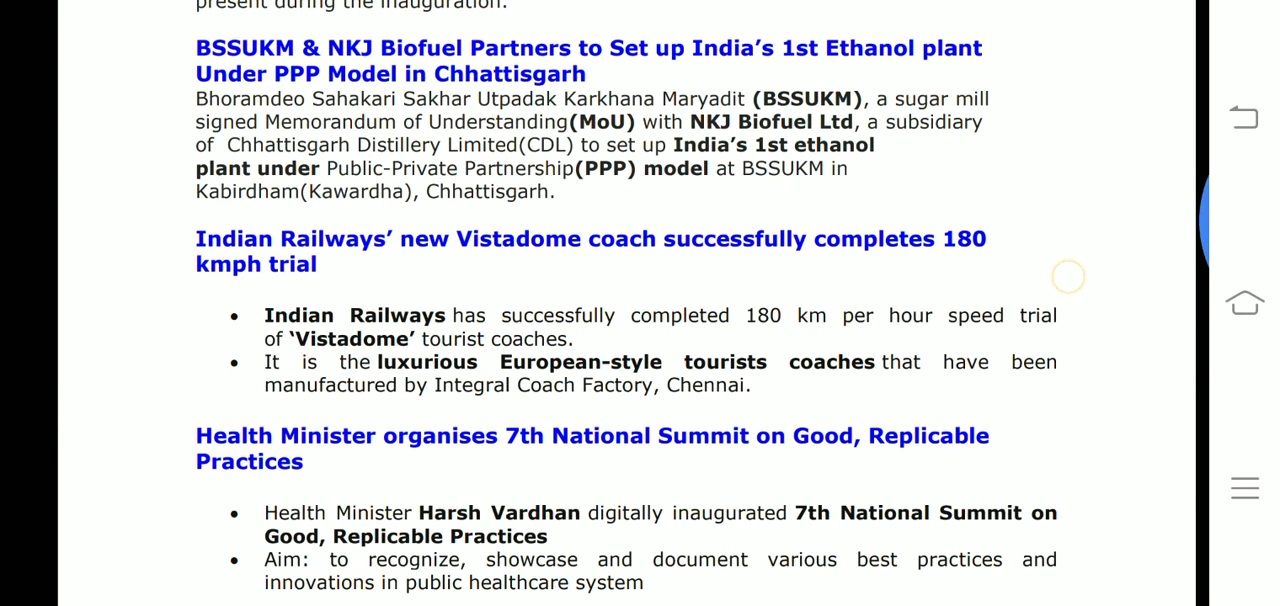 present during the inauguration.
BSSUKM & NKJ Biofuel Partners to Set up India’s 1st Ethanol plant
Under PPP Model in Chhattisgarh
Bhoramdeo Sahakari Sakhar Utpadak Karkhana Maryadit (BSSUKM), a sugar mill
signed Memorandum of Understanding(MoU) with NKJ Biofuel Ltd, a subsidiary
of Chhattisgarh Distillery Limited(CDL) to set up India’s 1st ethanol
plant under Public-Private Partnership(PPP) model at BSSUKM in
Kabirdham(Kawardha), Chhattisgarh.
Indian Railways’ new Vistadome coach successfully completes 180
kmph trial
• Indian Railways has successfully completed 180 km per hour speed trial
of ‘Vistadome’ tourist coaches.
• It is the luxurious European-style tourists coaches that have been
manufactured by Integral Coach Factory, Chennai.
Health Minister organises 7th National Summit on Good, Replicable
Practices
• Health Minister Harsh Vardhan digitally inaugurated 7th National Summit on
Good, Replicable Practices
• Aim: to recognize, showcase and document various best practices and
innovations in public healthcare system